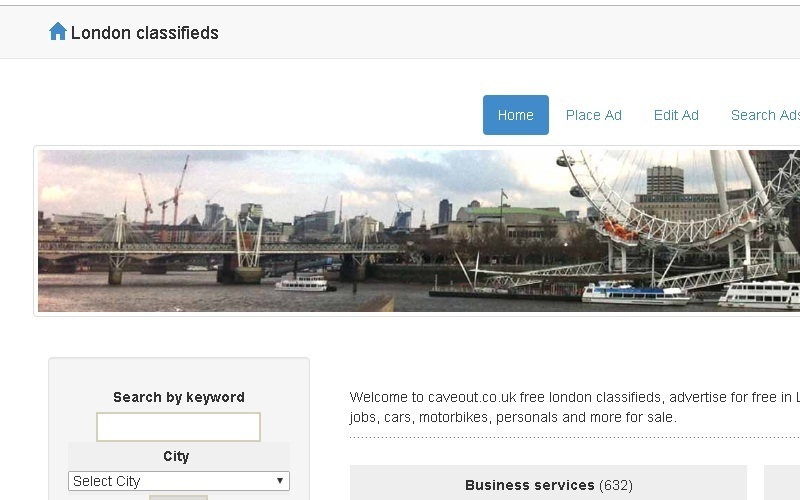 London classifieds
Home Place Ad Edit Ad Search Ads
Search by keyword
Welcome to caveout.co.uk free london classifieds, advertise for free in
jobs, cars, motorbikes, personals and more for sale.
City
Select City
Business services (632)